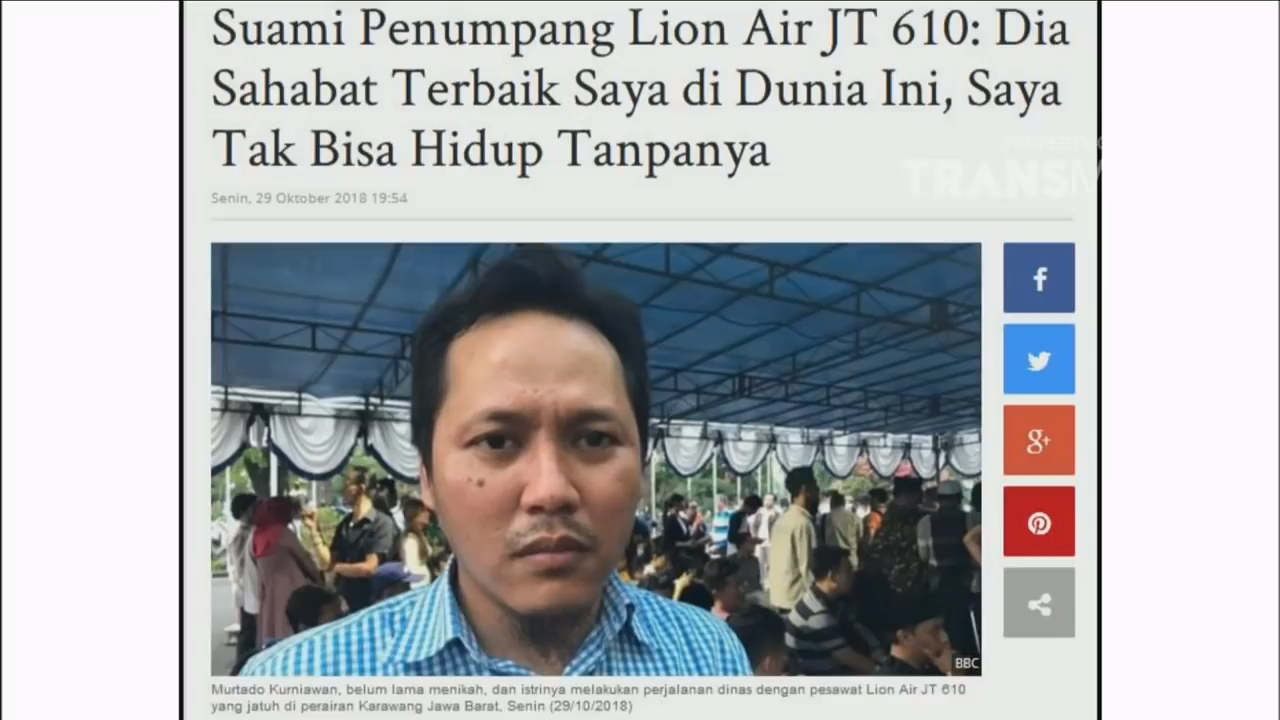 Suami Penumpang Lion Air JT 610: Dia
Sahabat Terbaik Saya di Dunia Ini, Saya
Tak Bisa Hidup Tanpanya
TRANSM
Senin, 29 Oktober 2018 19:54
f
g+
BBC
Murtado Kurniawan, belum lama menikah, dan istrinya melakukan perjalanan dinas dengan pesawat Lion Air JT 610
yang jatuh di perairan Karawang Jawa Barat, Senin (29/10/2018)